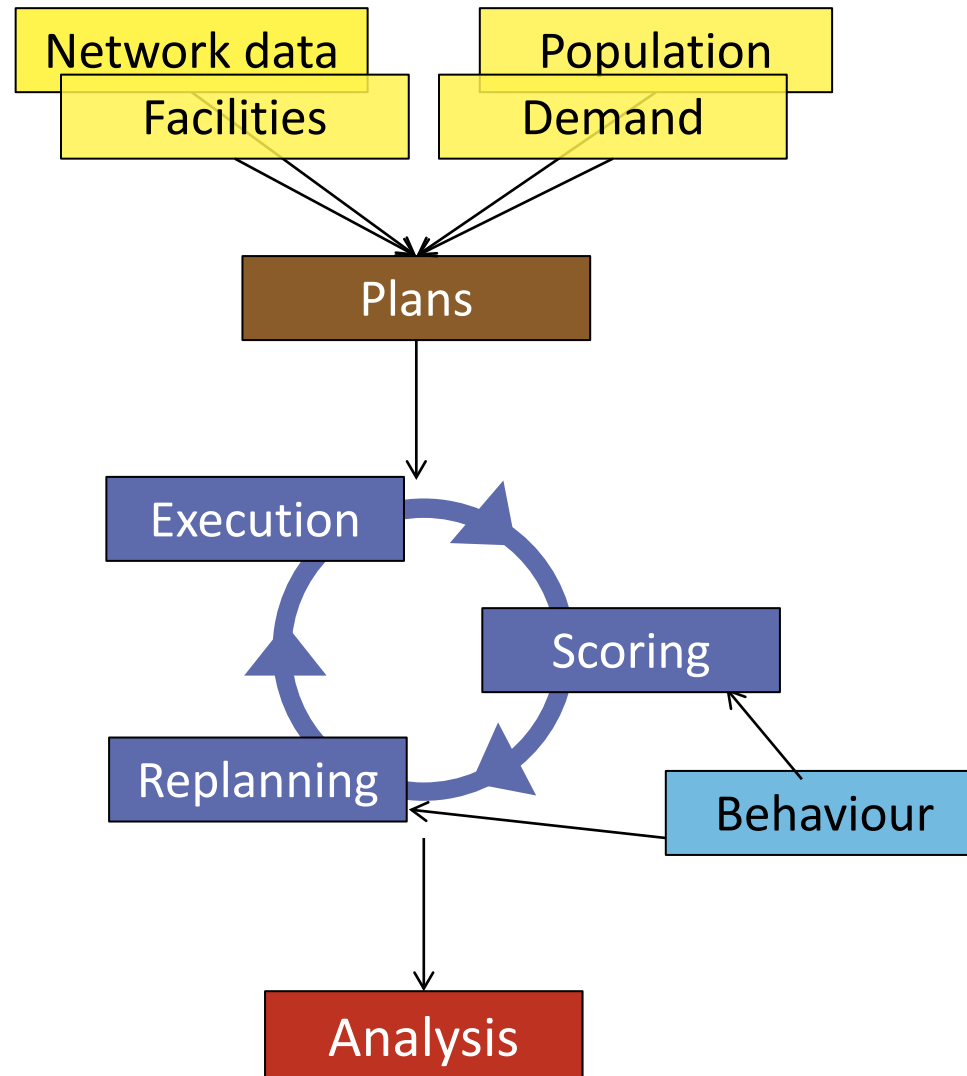 Network data
Population
Facilities
Demand
Plans
Execution
Scoring
Replanning
Behaviour
Analysis